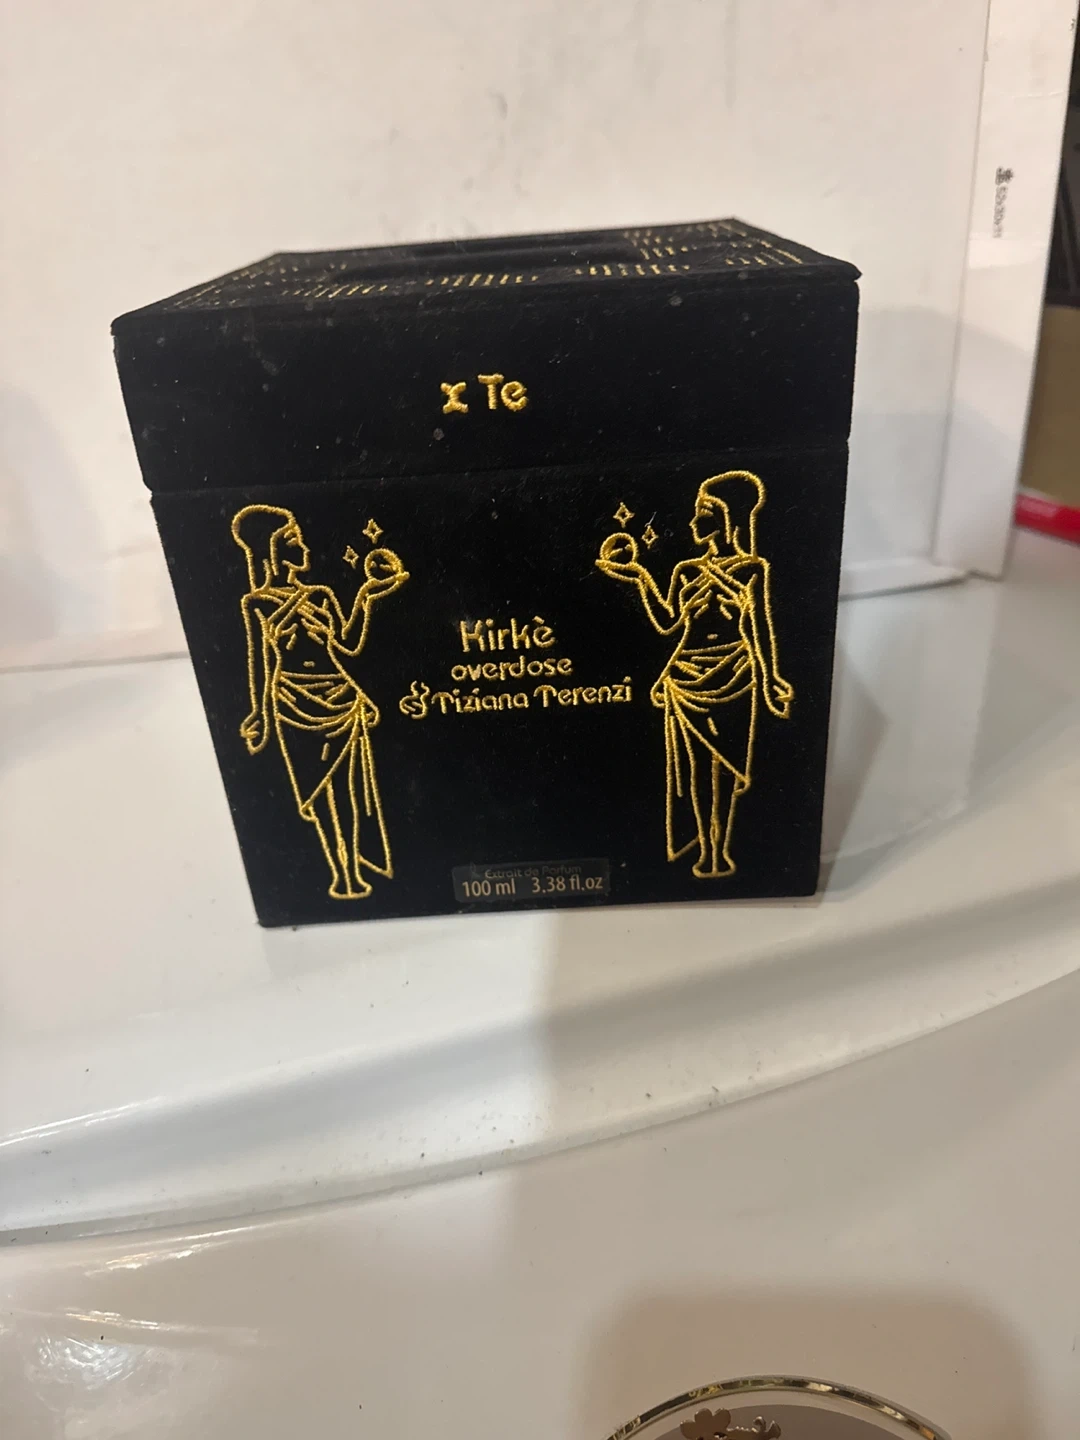 x Te
Kirkè
overdose
Tiziana Terenzi
Extrait de Parfum
100 ml 3.38 fl.oz